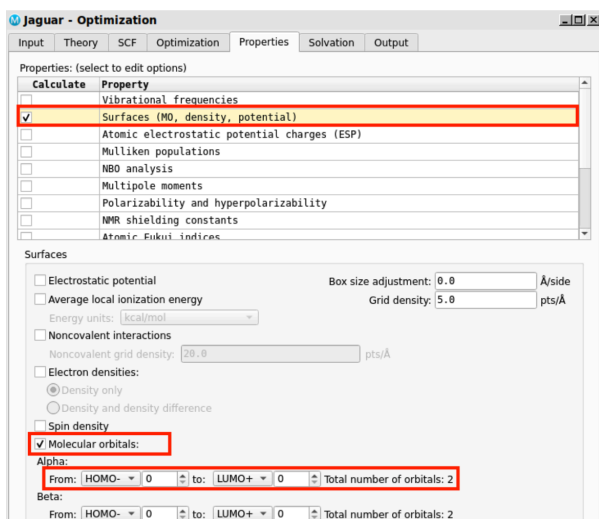 Jaguar - Optimization
Input Theory SCF Optimization Properties Solvation Output
Properties: (select to edit options)
Calculate Property
Vibrational frequencies
Surfaces (MO, density, potential)
Atomic electrostatic potential charges (ESP)
Mulliken populations
NBO analysis
Multipole moments
Polarizability and hyperpolarizability
NMR shielding constants
Atomic Fukui indices
Surfaces
Electrostatic potential Box size adjustment: 0.0 Å/side
Average local ionization energy Grid density: 5.0 pts/Å
Energy units: kcal/mol
Noncovalent interactions
Noncovalent grid density: 20.0 pts/Å
Electron densities:
Density only
Density and density difference
Spin density
Molecular orbitals:
Alpha:
From: HOMO- 0 to: LUMO+ 0 Total number of orbitals: 2
Beta:
From: HOMO- 0 to: LUMO+ 0 Total number of orbitals: 2